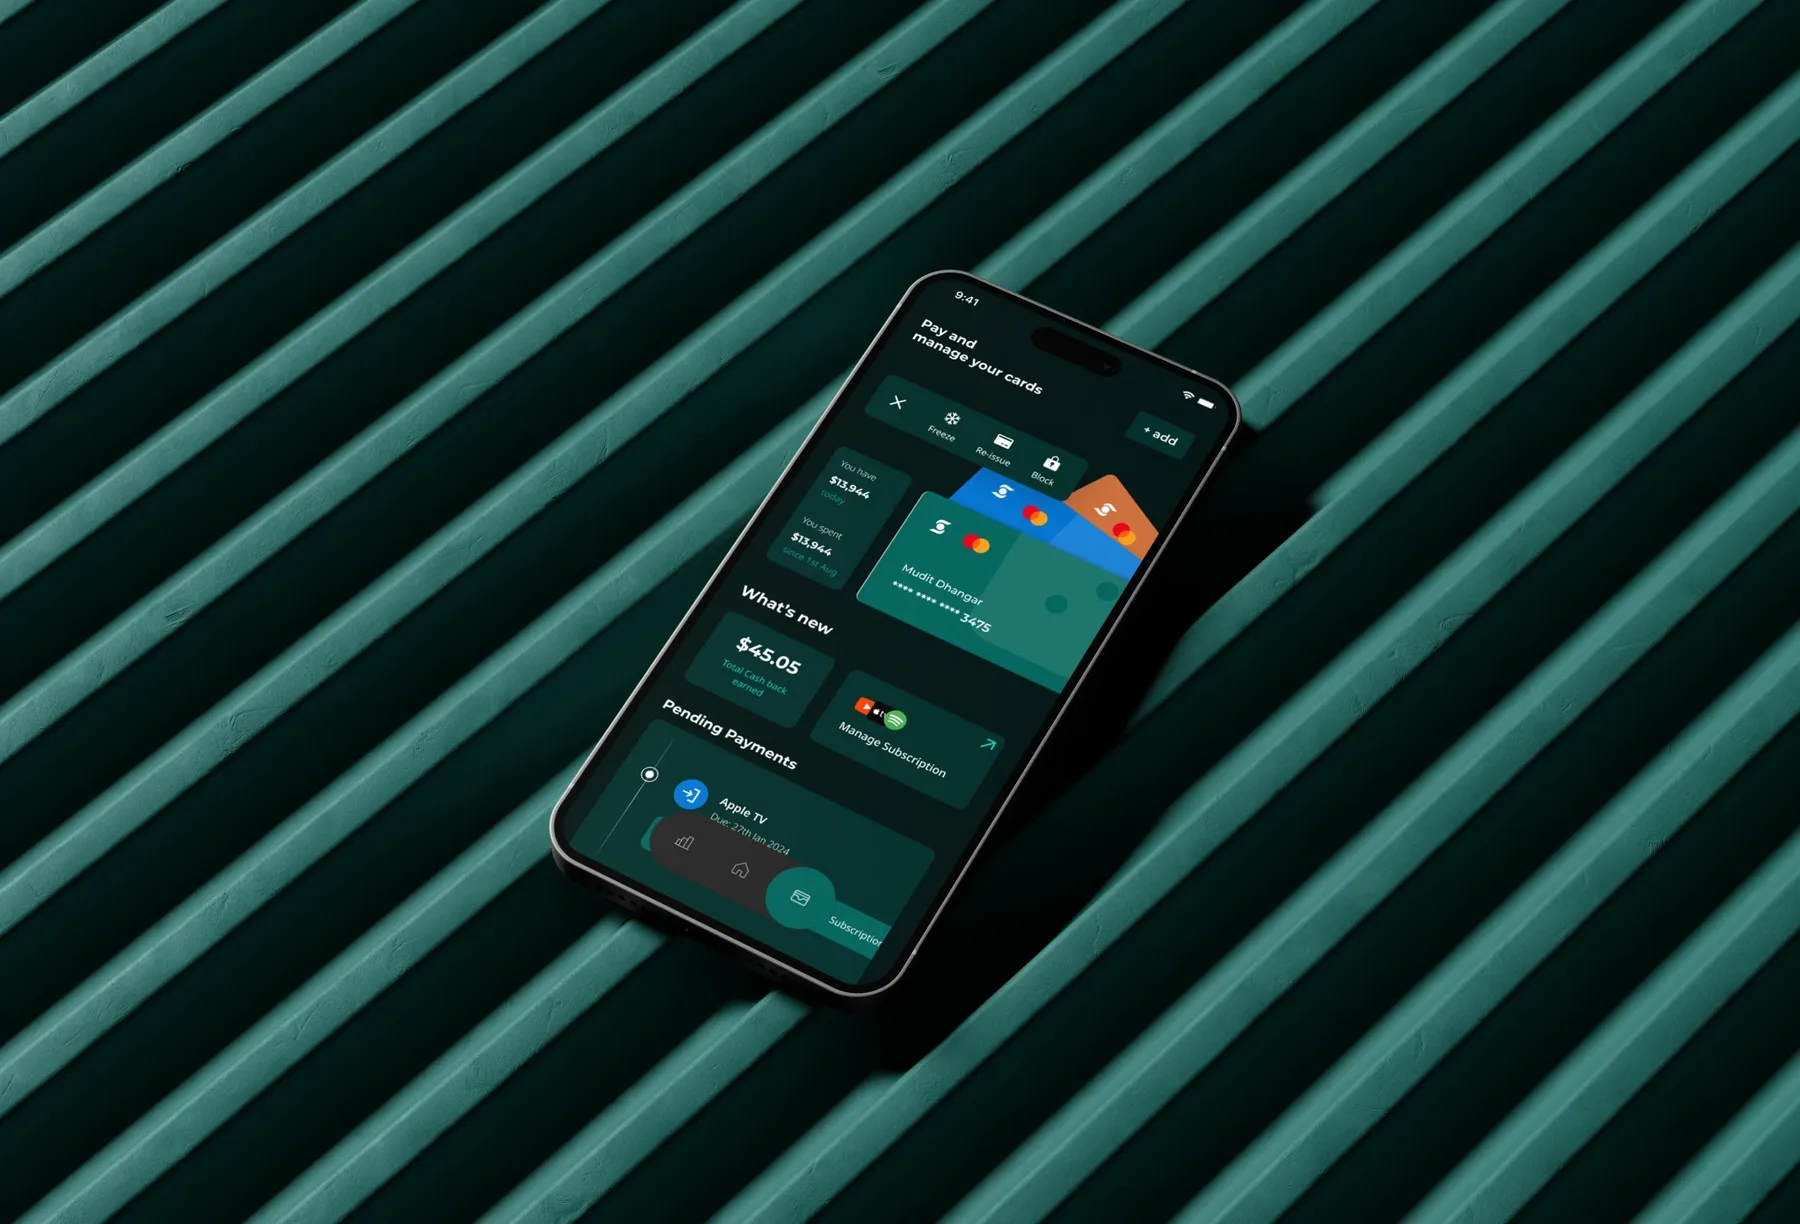 9:41
Pay and
manage your cards
+ add
Freeze
Re-issue
Block
You have
$13,944
today
You spent
$13,944
since 1st Aug
Mudit Dhangar
**** **** **** 3475
What's new
$45.05
Total Cash back
earned
Manage Subscription
Pending Payments
Apple TV
Due: 27th Jan 2024
Subscription